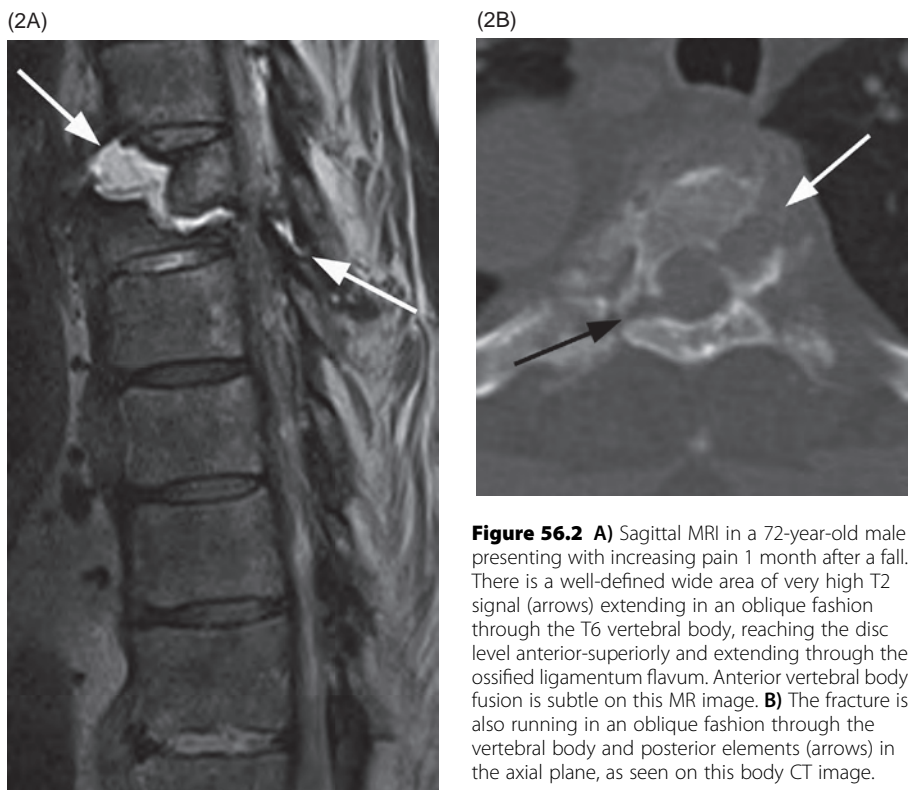 (2A)
(2B)
Figure 56.2 A) Sagittal MRI in a 72-year-old male
presenting with increasing pain 1 month after a fall.
There is a well-defined wide area of very high T2
signal (arrows) extending in an oblique fashion
through the T6 vertebral body, reaching the disc
level anterior-superiorly and extending through the
ossified ligamentum flavum. Anterior vertebral body
fusion is subtle on this MR image. B) The fracture is
also running in an oblique fashion through the
vertebral body and posterior elements (arrows) in
the axial plane, as seen on this body CT image.